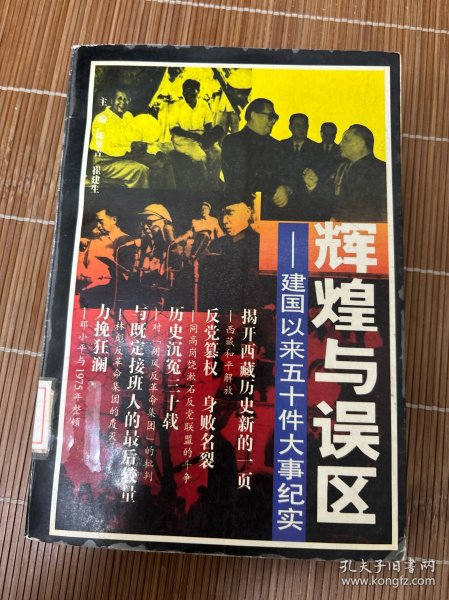 主编
崔建生
辉煌与误区
——建国以来五十件大事纪实
揭开西藏历史新的一页
——西藏和平解放
反党篡权 身败名裂
——同高岗饶漱石反党联盟的斗争
历史沉冤三十载
——对“胡风反革命集团”的批判
与既定接班人的最后较量
——林彪反革命集团的覆灭
力挽狂澜
——邓小平与1975年整顿
孔夫子旧书网
www.kongfz.com